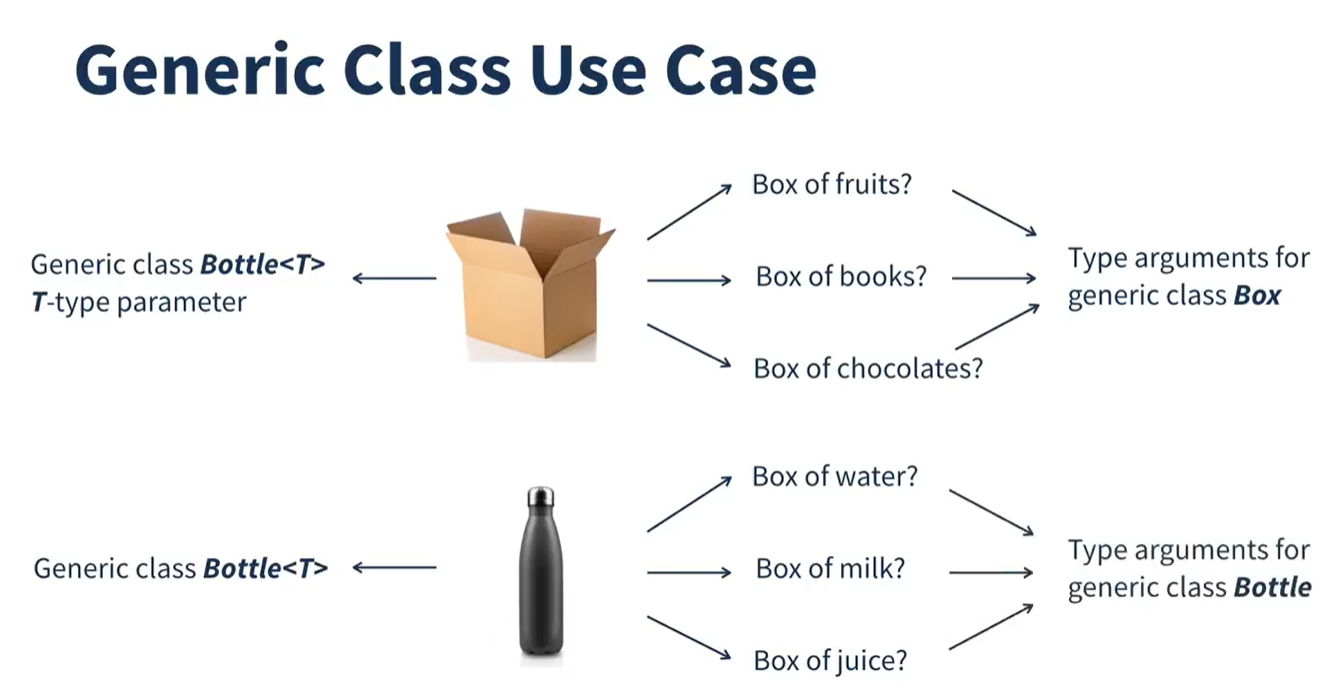 Generic Class Use Case
Generic class Bottle<T>
T-type parameter
Box of fruits?
Box of books?
Box of chocolates?
Type arguments for
generic class Box
Generic class Bottle<T>
Box of water?
Box of milk?
Box of juice?
Type arguments for
generic class Bottle